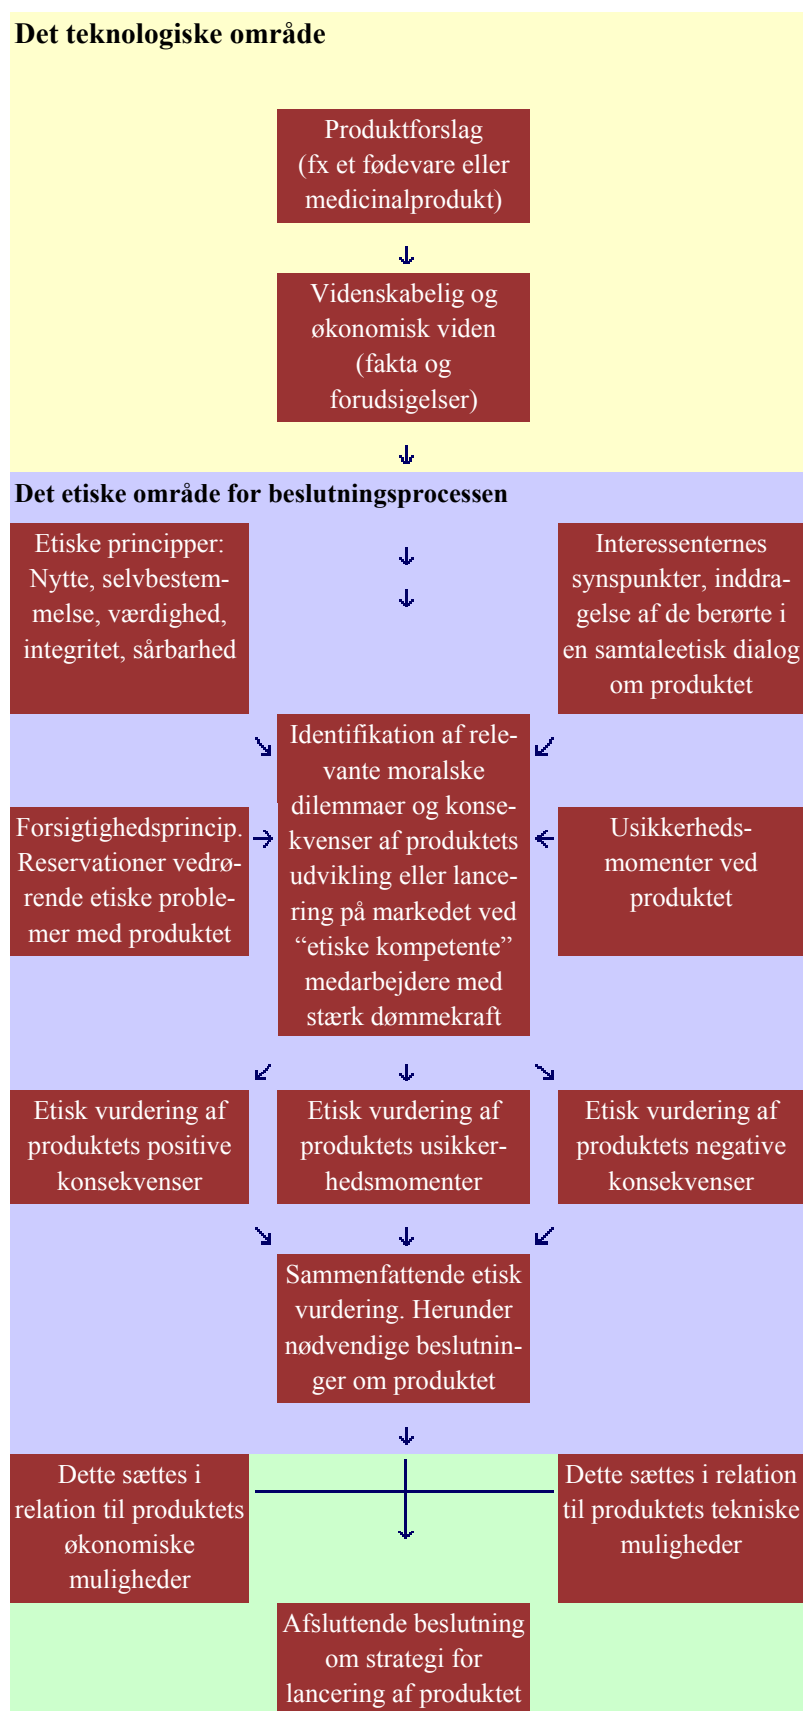 Det teknologiske område
Produktforslag
(fx et fødevare eller
medicinalprodukt)
Videnskabelig og
økonomisk viden
(fakta og
forudsigelser)
Det etiske område for beslutningsprocessen
Etiske principper:
Nytte, selvbestem-
melse, værdighed,
integritet, sårbarhed
Interessenternes
synspunkter, inddra-
gelse af de berørte i
en samtaleetisk dialog
om produktet
Identifikation af rele-
vante moralske
dilemmaer og konse-
kvenser af produktets
udvikling eller lance-
ring på markedet ved
“etiske kompetente”
medarbejdere med
stærk dømmekraft
Forsigtighedsprincip.
Reservationer vedrø-
rende etiske proble-
mer med produktet
Usikkerheds-
momenter ved
produktet
Etisk vurdering af
produktets positive
konsekvenser
Etisk vurdering af
produktets usikker-
hedsmomenter
Etisk vurdering af
produktets negative
konsekvenser
Sammenfattende etisk
vurdering. Herunder
nødvendige beslutnin-
ger om produktet
Dette sættes i
relation til produktets
økonomiske
muligheder
Dette sættes i relation
til produktets tekniske
muligheder
Afsluttende beslutning
om strategi for
lancering af produktet